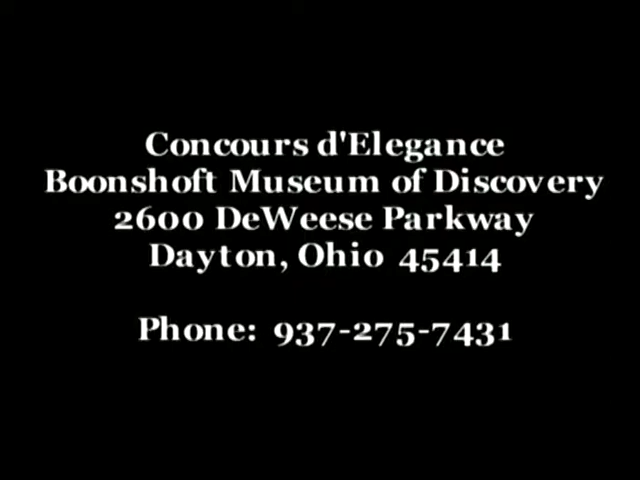 Concours d'Elegance
Boonshoft Museum of Discovery
2600 DeWeese Parkway
Dayton, Ohio 45414
Phone: 937-275-7431